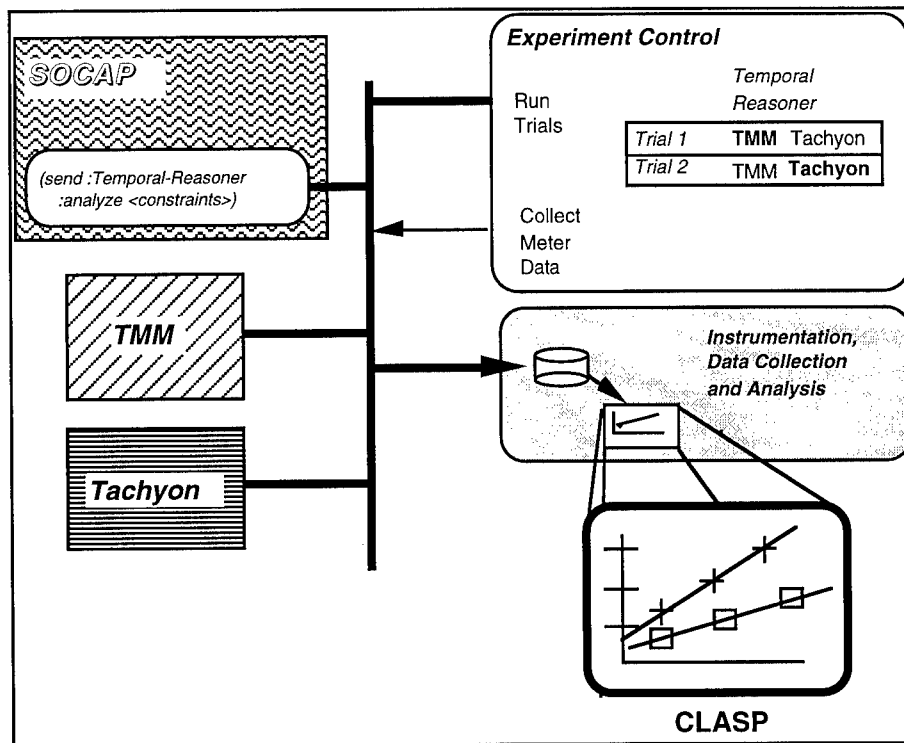 SOCAP
(send :Temporal-Reasoner
:analyze <constraints>)
TMM
Tachyon
Experiment Control
Run
Trials
Temporal
Reasoner
Trial 1 TMM Tachyon
Trial 2 TMM Tachyon
Collect
Meter
Data
Instrumentation,
Data Collection
and Analysis
CLASP